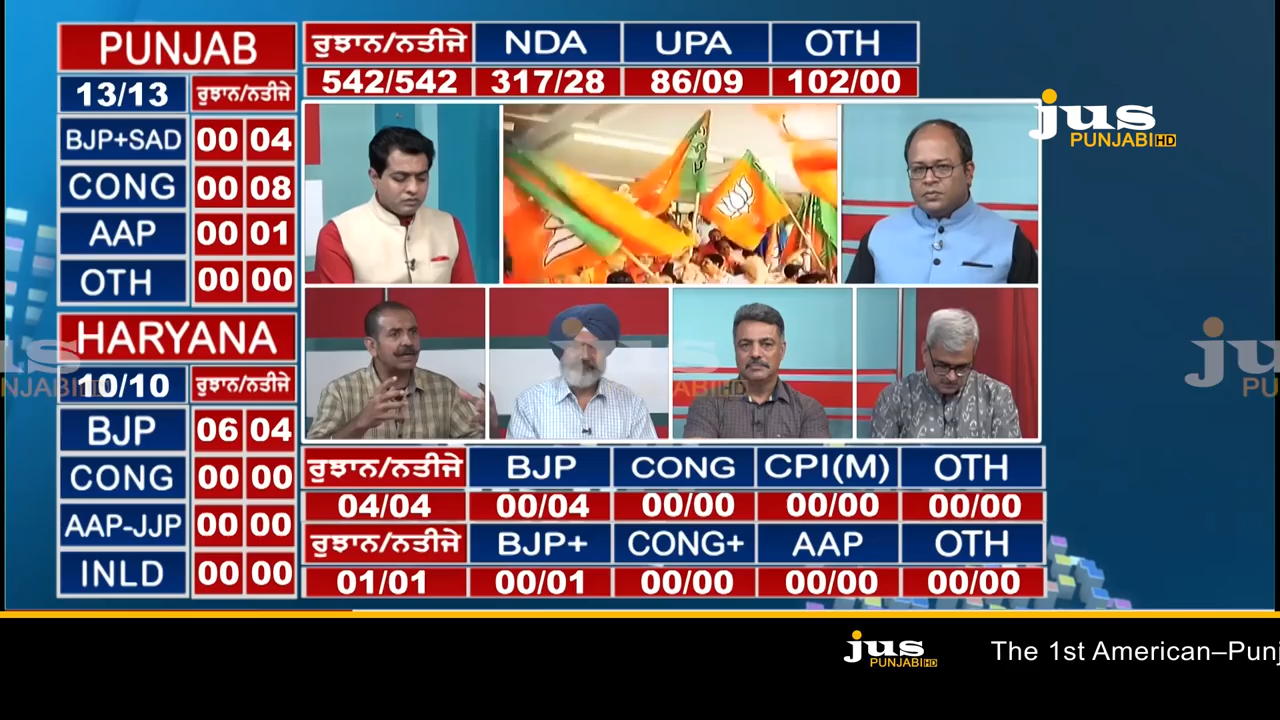 PUNJAB
13/13 ਰੁਝਾਨ/ਨਤੀਜੇ
BJP+SAD 00 04
CONG 00 08
AAP 00 01
OTH 00 00
HARYANA
10/10 ਰੁਝਾਨ/ਨਤੀਜੇ
BJP 06 04
CONG 00 00
AAP-JJP 00 00
INLD 00 00
ਰੁਝਾਨ/ਨਤੀਜੇ NDA UPA OTH
542/542 317/28 86/09 102/00
jus
PUNJABI HD
jus
PUNJABI HD
ਰੁਝਾਨ/ਨਤੀਜੇ BJP CONG CPI(M) OTH
04/04 00/04 00/00 00/00 00/00
ਰੁਝਾਨ/ਨਤੀਜੇ BJP+ CONG+ AAP OTH
01/01 00/01 00/00 00/00 00/00
jus
PUNJABI HD
The 1st American–Punj